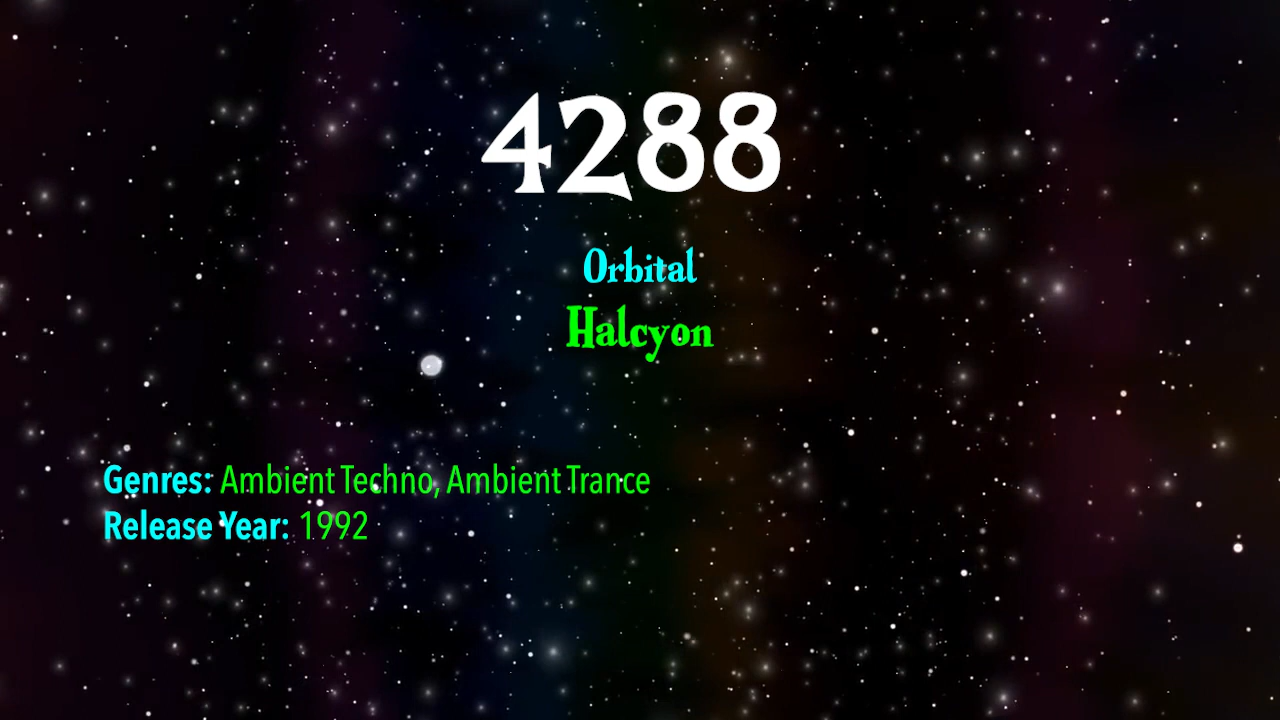 4288
Orbital
Halcyon
Genres: Ambient Techno, Ambient Trance
Release Year: 1992